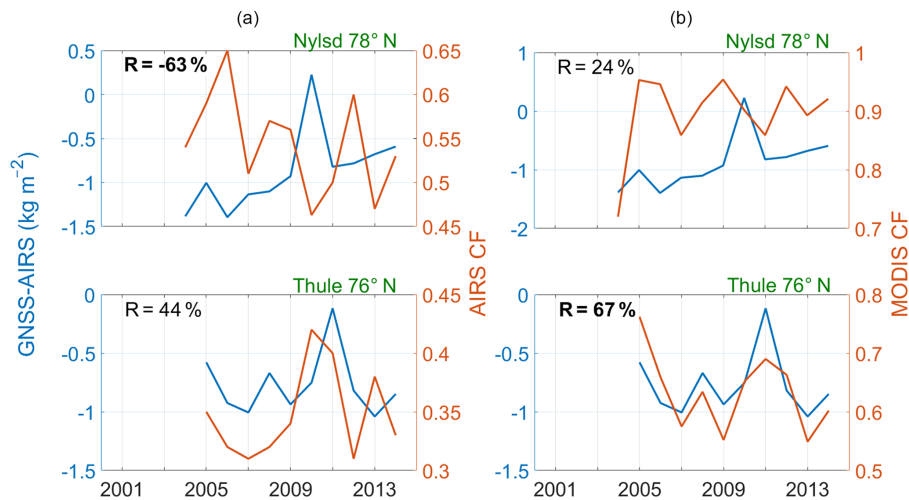 (a)
(b)
Nylsd 78° N
Nylsd 78° N
R = -63 %
R = 24 %
0.5
0
-0.5
-1
-1.5
0.65
0.6
0.55
0.5
0.45
1
0
-1
-2
1
0.9
0.8
0.7
GNSS-AIRS (kg m⁻²)
AIRS CF
MODIS CF
Thule 76° N
Thule 76° N
R = 44 %
R = 67 %
0
-0.5
-1
-1.5
0.45
0.4
0.35
0.3
0
-0.5
-1
-1.5
0.8
0.7
0.6
0.5
2001 2005 2009 2013
2001 2005 2009 2013